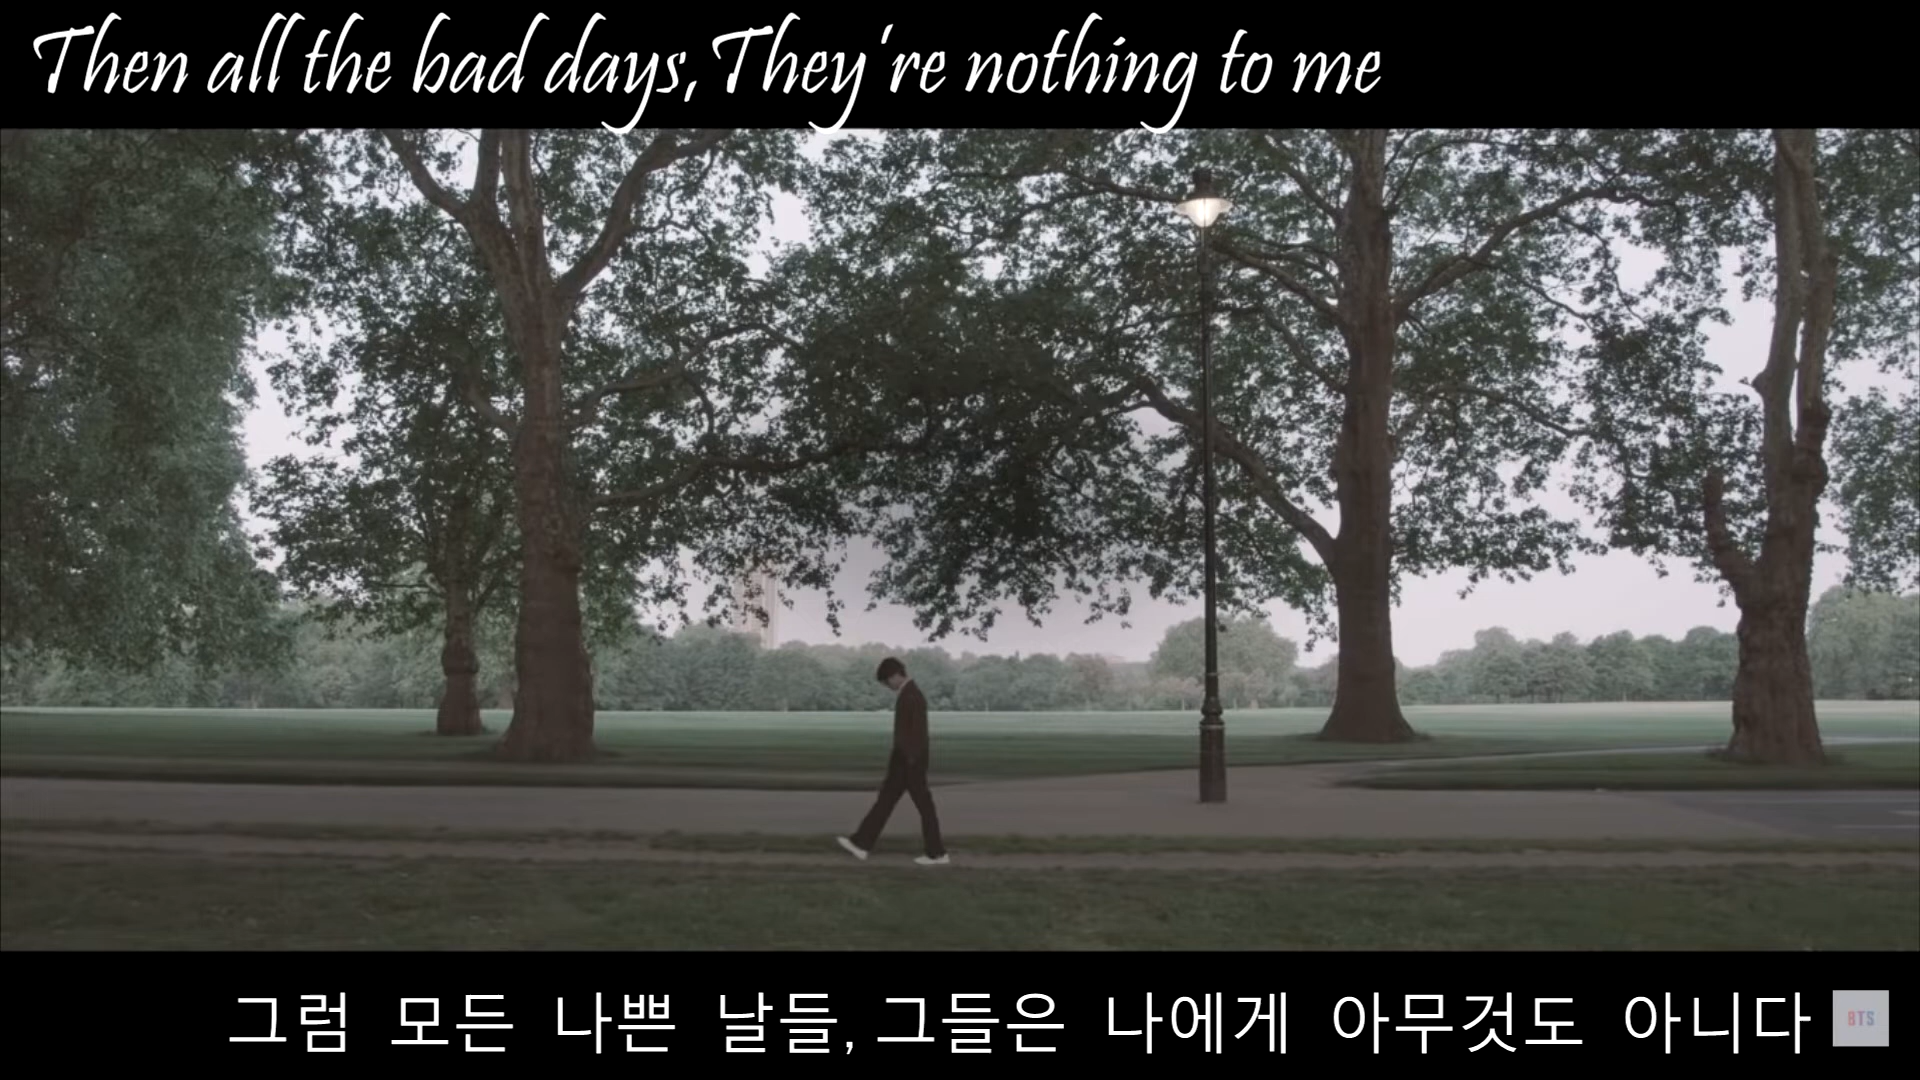 Then all the bad days, They're nothing to me
그럼 모든 나쁜 날들, 그들은 나에게 아무것도 아니다
BTS